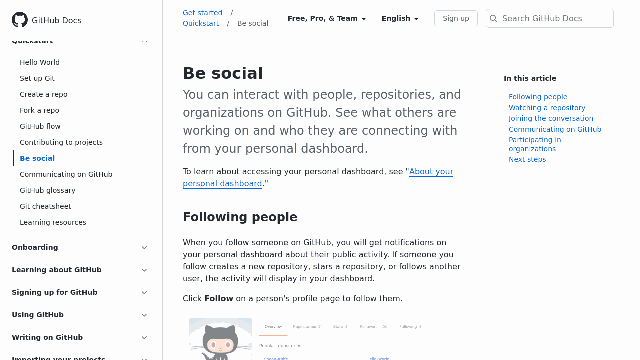 GitHub Docs
Quickstart
Hello World
Set up Git
Create a repo
Fork a repo
GitHub flow
Contributing to projects
Be social
Communicating on GitHub
GitHub glossary
Git cheatsheet
Learning resources
Onboarding
Learning about GitHub
Signing up for GitHub
Using GitHub
Writing on GitHub
Importing your projects
Get started /
Quickstart / Be social
Free, Pro, & Team
English
Sign up
Search GitHub Docs
Be social
You can interact with people, repositories, and
organizations on GitHub. See what others are
working on and who they are connecting with
from your personal dashboard.
To learn about accessing your personal dashboard, see "About your
personal dashboard."
Following people
When you follow someone on GitHub, you will get notifications on
your personal dashboard about their public activity. If someone you
follow creates a new repository, stars a repository, or follows another
user, the activity will display in your dashboard.
Click Follow on a person's profile page to follow them.
Overview
In this article
Following people
Watching a repository
Joining the conversation
Communicating on GitHub
Participating in
organizations
Next steps